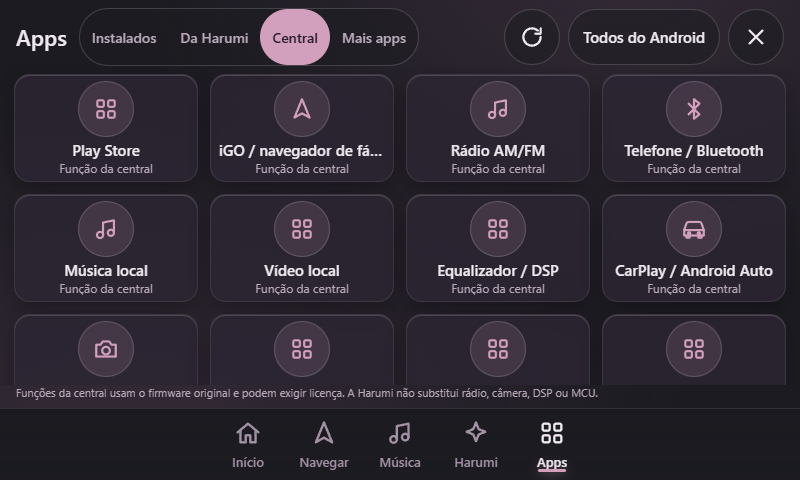 Apps
Instalados
Da Harumi
Central
Mais apps
Todos do Android
Play Store
Função da central
iGO / navegador de fá...
Função da central
Rádio AM/FM
Função da central
Telefone / Bluetooth
Função da central
Música local
Função da central
Vídeo local
Função da central
Equalizador / DSP
Função da central
CarPlay / Android Auto
Função da central
Funções da central usam o firmware original e podem exigir licença. A Harumi não substitui rádio, câmera, DSP ou MCU.
Início
Navegar
Música
Harumi
Apps